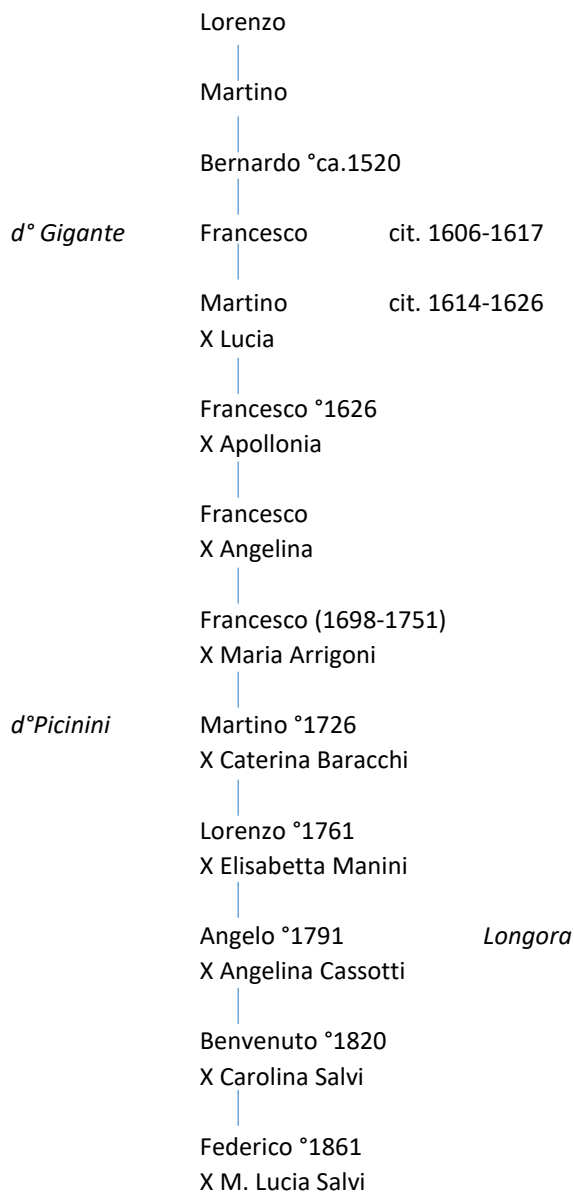 Lorenzo
Martino
Bernardo °ca.1520
d° Gigante Francesco cit. 1606-1617
Martino cit. 1614-1626
X Lucia
Francesco °1626
X Apollonia
Francesco
X Angelina
Francesco (1698-1751)
X Maria Arrigoni
d°Picinini Martino °1726
X Caterina Baracchi
Lorenzo °1761
X Elisabetta Manini
Angelo °1791 Longora
X Angelina Cassotti
Benvenuto °1820
X Carolina Salvi
Federico °1861
X M. Lucia Salvi